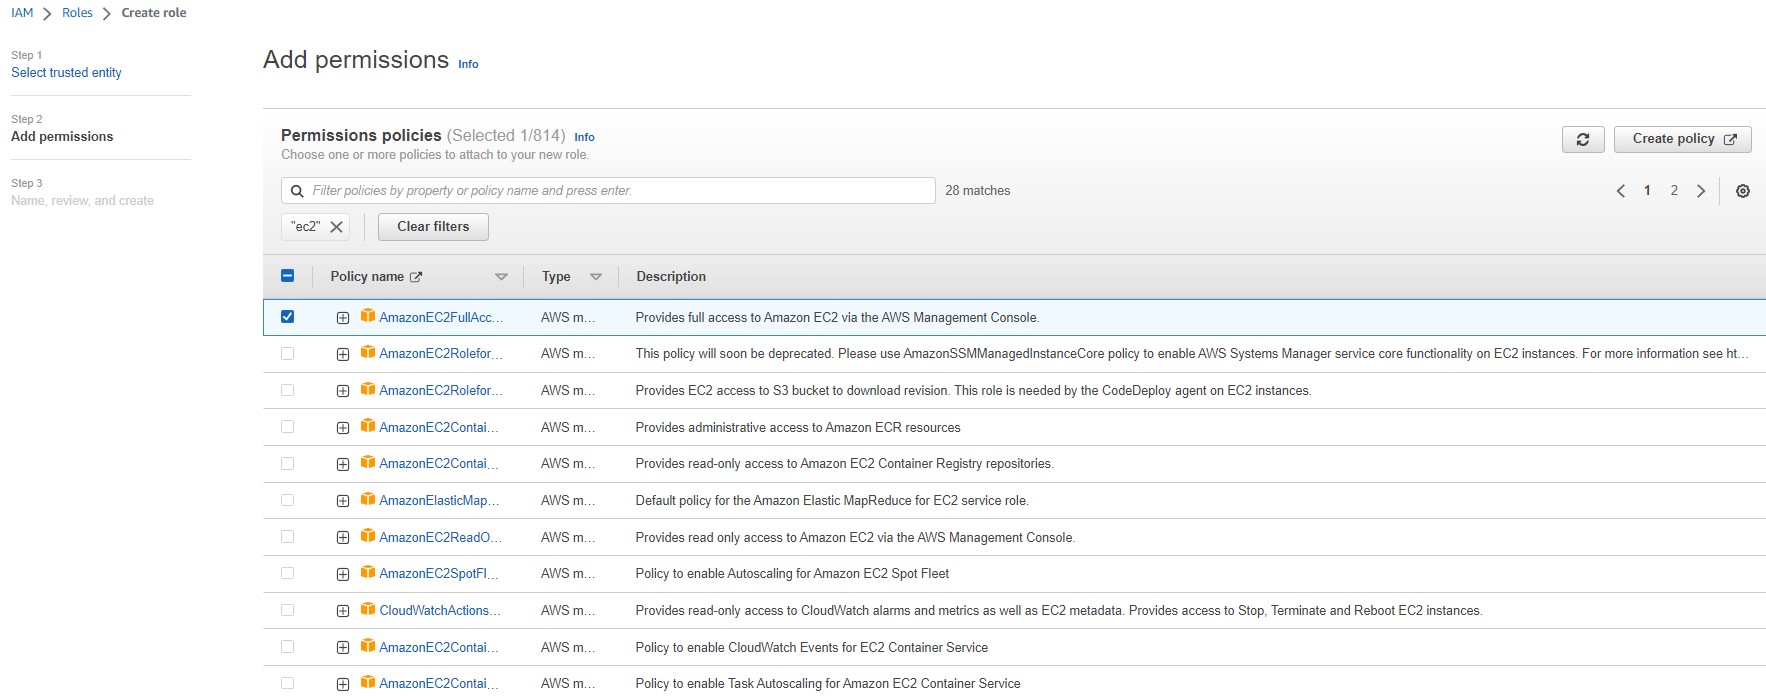 IAM > Roles > Create role
Step 1
Select trusted entity
Step 2
Add permissions
Step 3
Name, review, and create
Add permissions Info
Permissions policies (Selected 1/814) Info
Choose one or more policies to attach to your new role.
Create policy
Filter policies by property or policy name and press enter.
28 matches
1 2
"ec2"
Clear filters
Policy name Type Description
AmazonEC2FullAcc... AWS m... Provides full access to Amazon EC2 via the AWS Management Console.
AmazonEC2Rolefor... AWS m... This policy will soon be deprecated. Please use AmazonSSMManagedInstanceCore policy to enable AWS Systems Manager service core functionality on EC2 instances. For more information see ht...
AmazonEC2Rolefor... AWS m... Provides EC2 access to S3 bucket to download revision. This role is needed by the CodeDeploy agent on EC2 instances.
AmazonEC2Contai... AWS m... Provides administrative access to Amazon ECR resources
AmazonEC2Contai... AWS m... Provides read-only access to Amazon EC2 Container Registry repositories.
AmazonElasticMap... AWS m... Default policy for the Amazon Elastic MapReduce for EC2 service role.
AmazonEC2ReadO... AWS m... Provides read only access to Amazon EC2 via the AWS Management Console.
AmazonEC2SpotFl... AWS m... Policy to enable Autoscaling for Amazon EC2 Spot Fleet
CloudWatchActions... AWS m... Provides read-only access to CloudWatch alarms and metrics as well as EC2 metadata. Provides access to Stop, Terminate and Reboot EC2 instances.
AmazonEC2Contai... AWS m... Policy to enable CloudWatch Events for EC2 Container Service
AmazonEC2Contai... AWS m... Policy to enable Task Autoscaling for Amazon EC2 Container Service